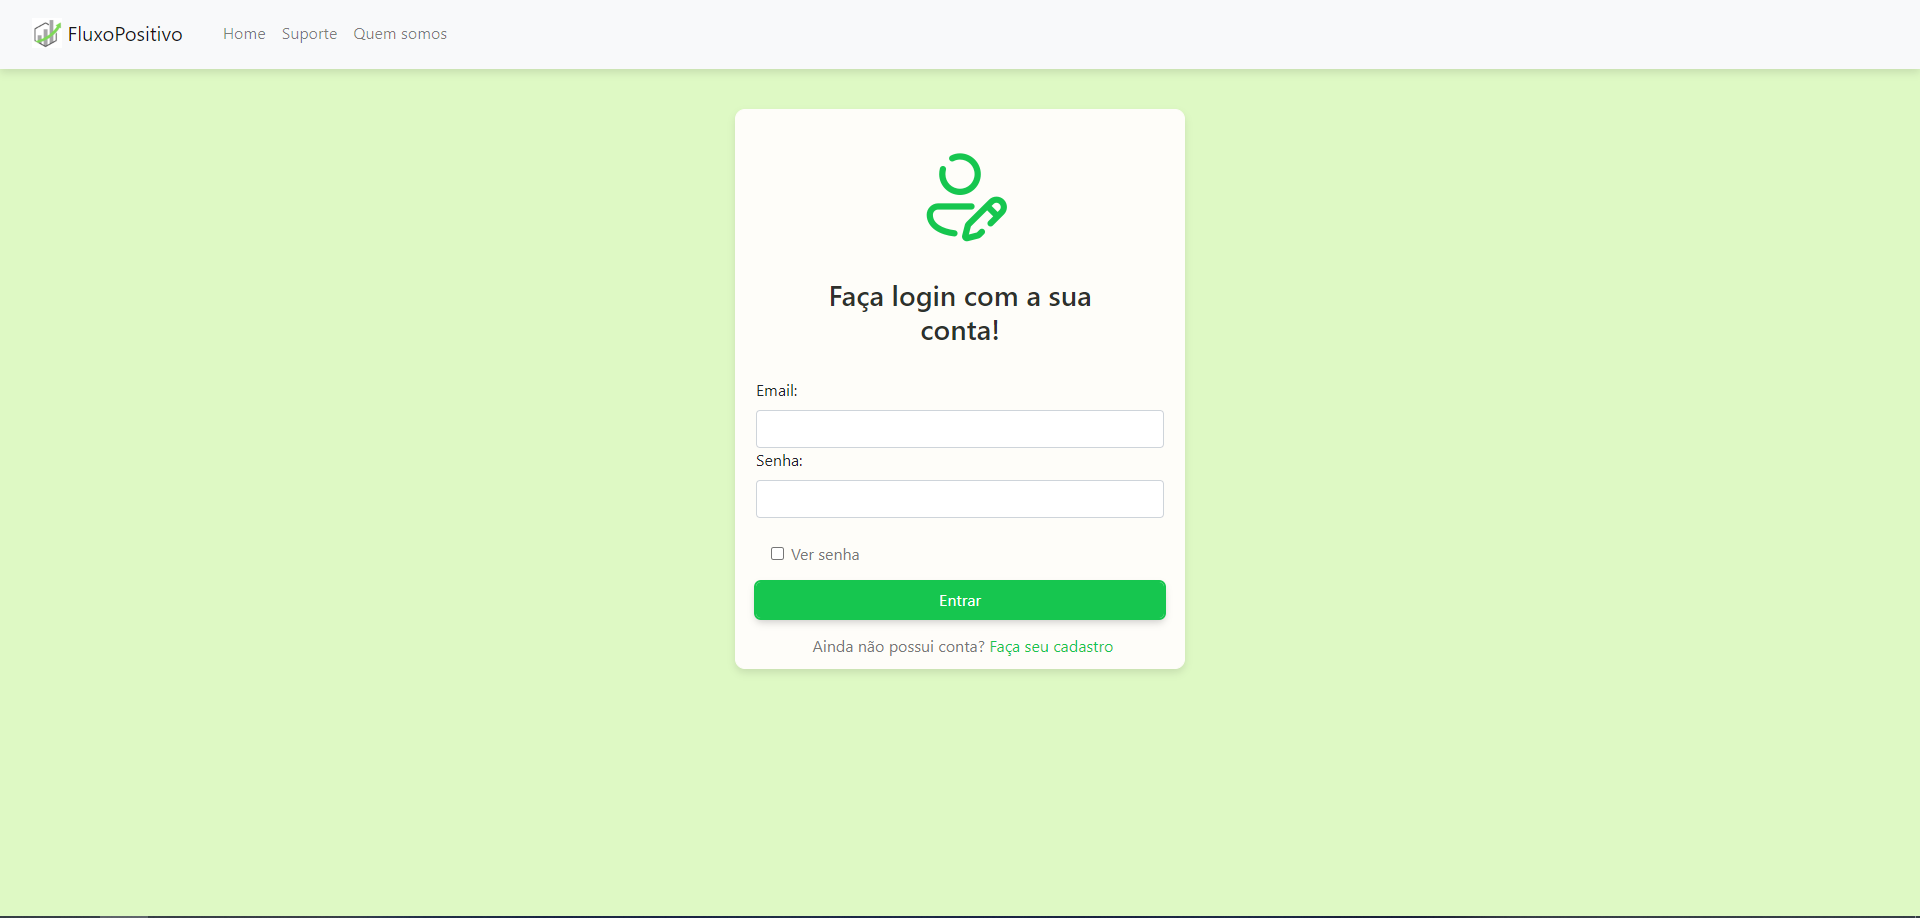 FluxoPositivo Home Suporte Quem somos
Faça login com a sua
conta!
Email:
Senha:
Ver senha
Entrar
Ainda não possui conta? Faça seu cadastro